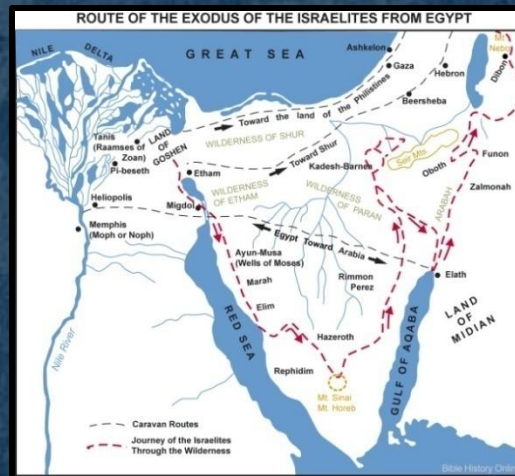 ROUTE OF THE EXODUS OF THE ISRAELITES FROM EGYPT
NILE DELTA
GREAT SEA
Ashkelon
Gaza
Hebron
Mt.
Nebo
Dibon
Beersheba
Toward the land of the Philistines
Tanis
(Raamses of
Zoan)
Pi-beseth
LAND
OF
GOSHEN
WILDERNESS OF SHUR
Toward Shur
Etham
WILDERNESS
OF ETHAM
Kadesh-Barnea
Seir Mts.
Oboth
Funon
Zalmonah
ARABAH
WILDERNESS
OF PARAN
Heliopolis
Migdol
Memphis
(Moph or Noph)
Egypt Toward Arabia
Ayun-Musa
(Wells of Moses)
Marah
Elim
Rimmon
Perez
Elath
LAND
OF
MIDIAN
Hazeroth
RED SEA
Rephidim
Mt. Sinai
Mt. Horeb
GULF OF AQABA
Nile River
Caravan Routes
Journey of the Israelites
Through the Wilderness
Bible History Online